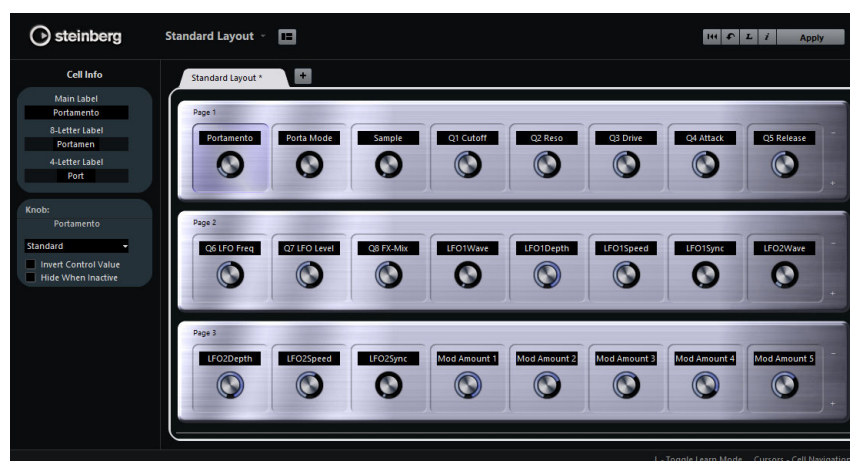 steinberg
Standard Layout
L i Apply
Cell Info
Main Label
Portamento
8-Letter Label
Portamen
4-Letter Label
Port
Knob:
Portamento
Standard
Invert Control Value
Hide When Inactive
Standard Layout * +
Page 1
Portamento Porta Mode Sample Q1 Cutoff Q2 Reso Q3 Drive Q4 Attack Q5 Release
Page 2
Q6 LFO Freq Q7 LFO Level Q8 FX-Mix LFO1Wave LFO1Depth LFO1Speed LFO1Sync LFO2Wave
Page 3
LFO2Depth LFO2Speed LFO2Sync Mod Amount 1 Mod Amount 2 Mod Amount 3 Mod Amount 4 Mod Amount 5
L - Toggle Learn Mode Cursors - Cell Navigation